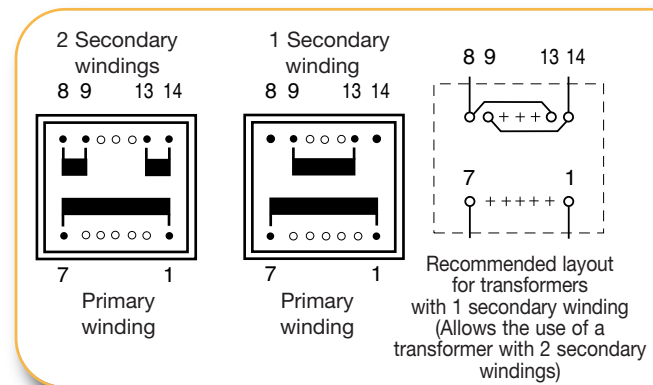 2 Secondary
windings
8 9 13 14
7 1
Primary
winding
1 Secondary
winding
8 9 13 14
7 1
Primary
winding
8 9 13 14
+ + +
7 1
+ + + + +
Recommended layout
for transformers
with 1 secondary winding
(Allows the use of a
transformer with 2 secondary
windings)